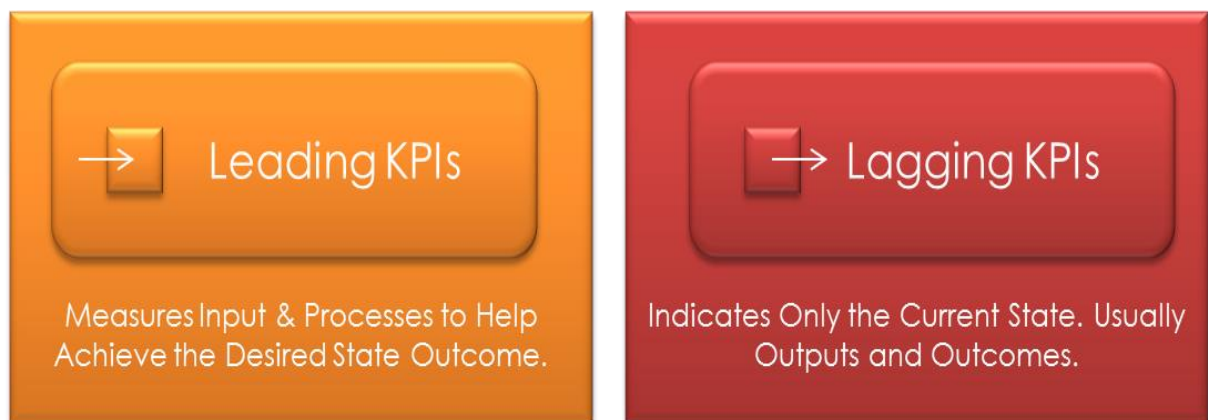 Leading KPIs
Measures Input & Processes to Help
Achieve the Desired State Outcome.
Lagging KPIs
Indicates Only the Current State. Usually
Outputs and Outcomes.